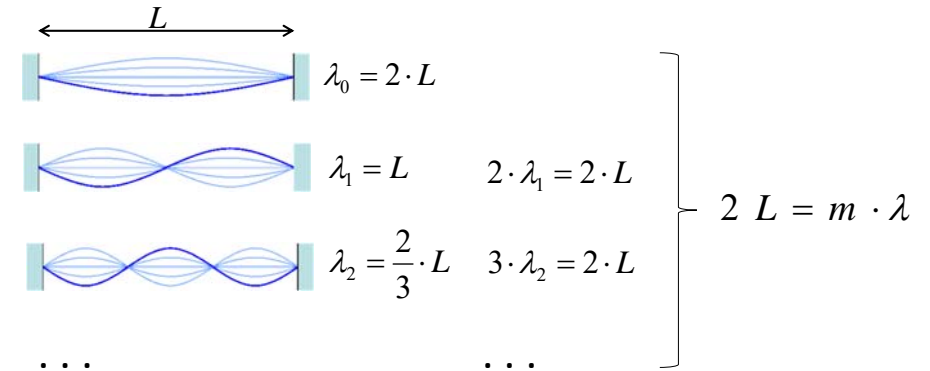 L
λ₀ = 2 · L
λ₁ = L 2 · λ₁ = 2 · L
2 L = m · λ
λ₂ = 2/3 · L 3 · λ₂ = 2 · L
... ...